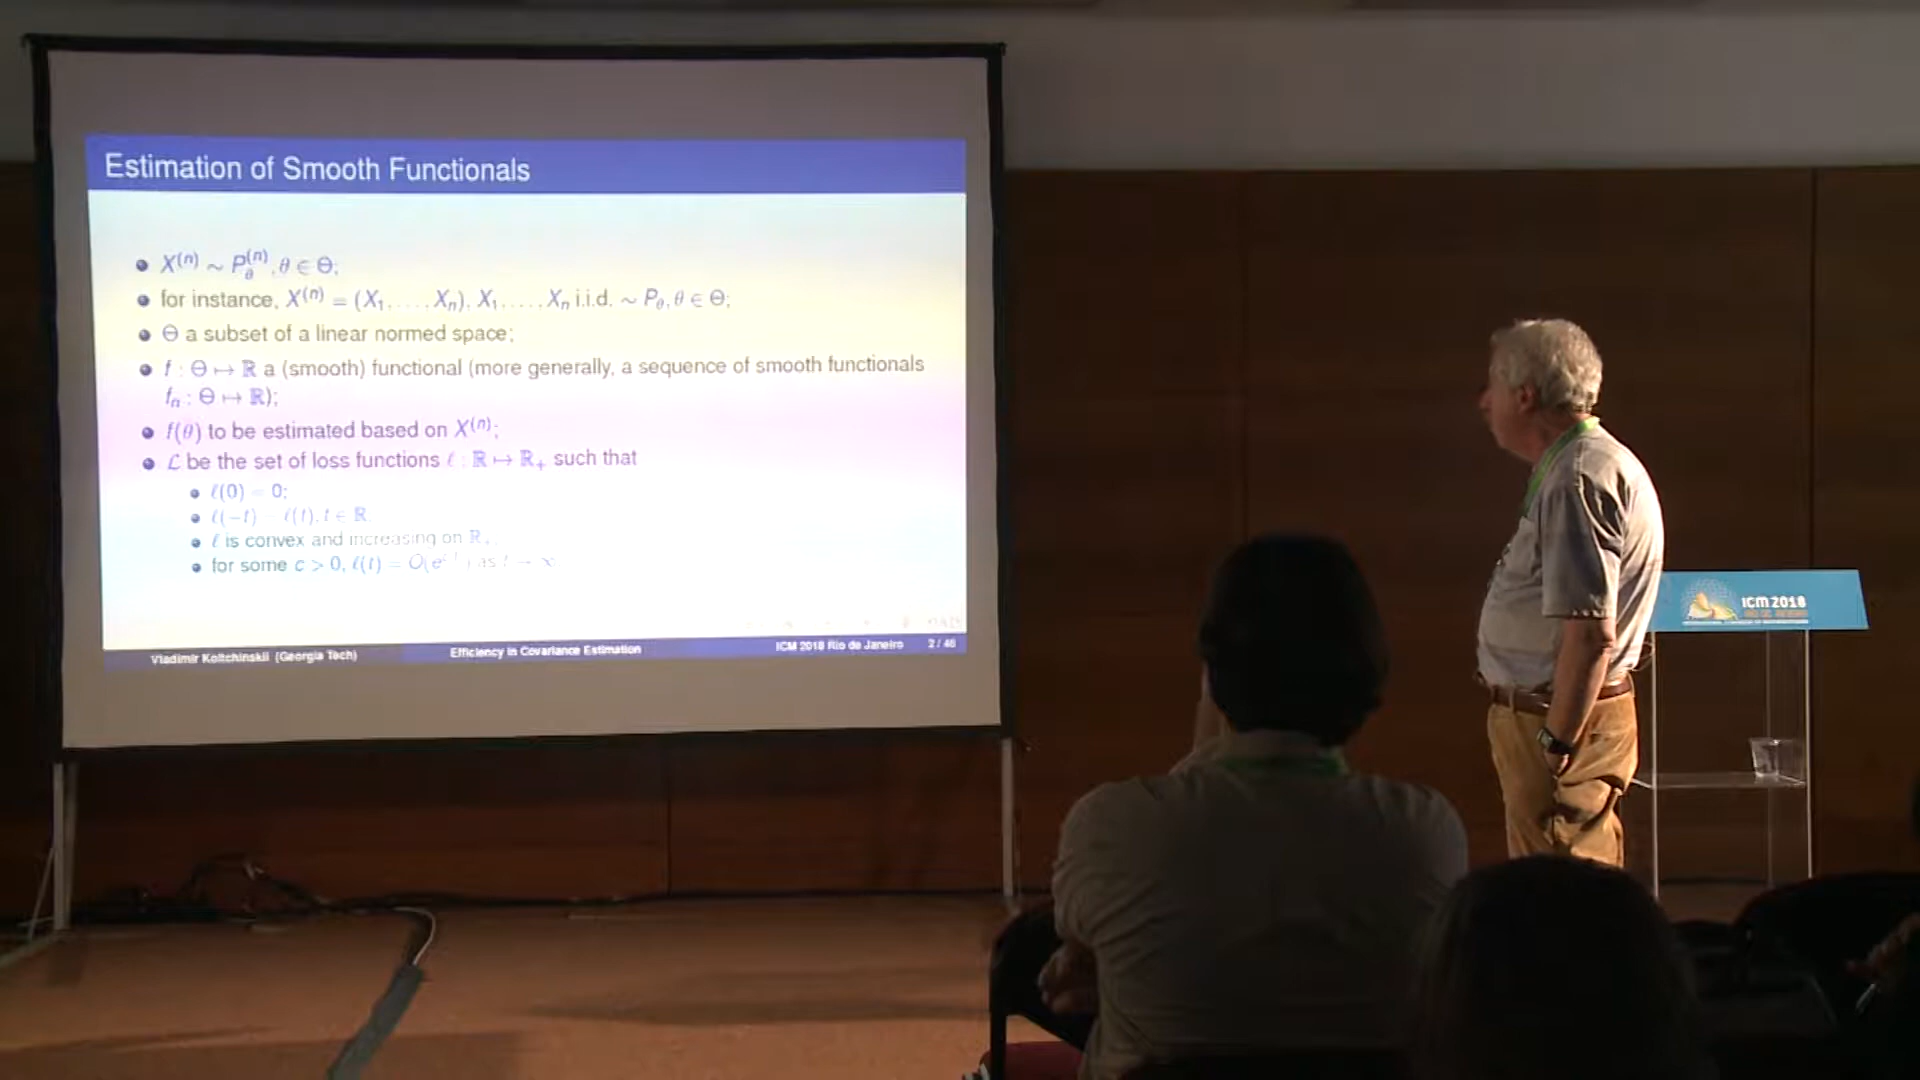 Estimation of Smooth Functionals
X^(n) ∼ P_θ^(n), θ ∈ Θ;
for instance, X^(n) = (X_1, . . . , X_n), X_1, . . . , X_n i.i.d. ∼ P_θ, θ ∈ Θ;
Θ a subset of a linear normed space;
f : Θ ↦ ℝ a (smooth) functional (more generally, a sequence of smooth functionals
f_n : Θ ↦ ℝ);
f(θ) to be estimated based on X^(n);
ℒ be the set of loss functions ℓ : ℝ ↦ ℝ_+ such that
ℓ(0) = 0;
ℓ(−t) = ℓ(t), t ∈ ℝ
ℓ is convex and increasing on ℝ_+
for some c > 0, ℓ(t) = O(e as t → ∞
Vladimir Koltchinskii (Georgia Tech)
Efficiency in Covariance Estimation
ICM 2018 Rio de Janeiro
2 / 46
ICM 2018